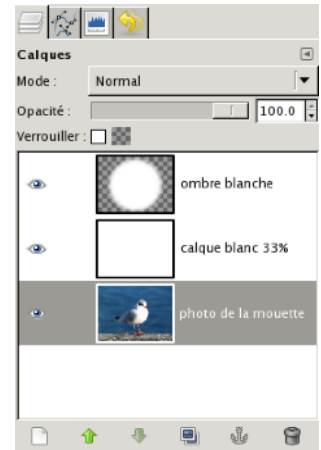 Calques
Mode : Normal
Opacité : 100.0
Verrouiller :
ombre blanche
calque blanc 33%
photo de la mouette